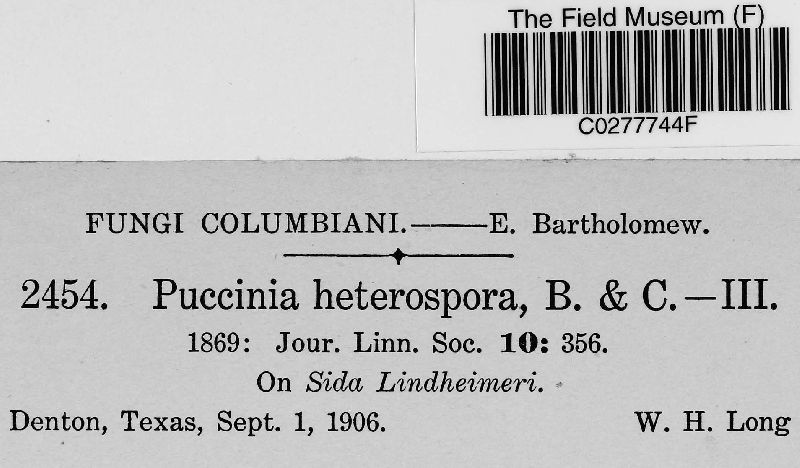 The Field Museum (F)
C0277744F
FUNGI COLUMBIANI.——E. Bartholomew.
2454. Puccinia heterospora, B. & C.—III.
1869: Jour. Linn. Soc. 10: 356.
On Sida Lindheimeri.
Denton, Texas, Sept. 1, 1906. W. H. Long